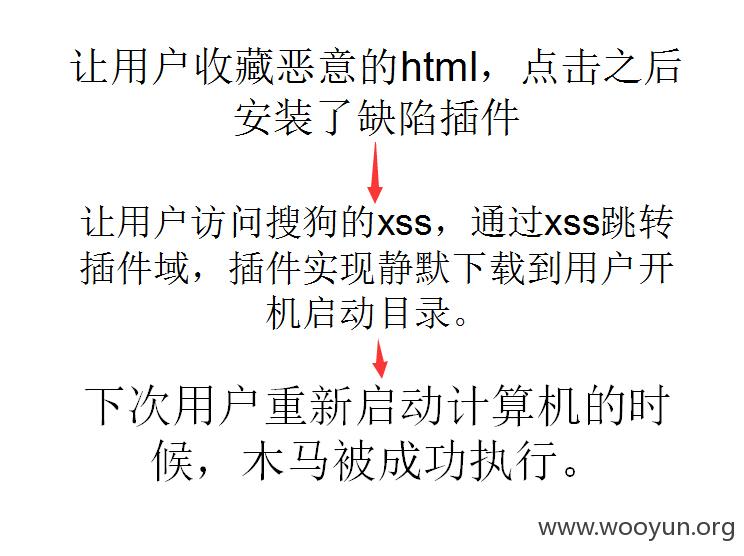 让用户收藏恶意的html，点击之后
安装了缺陷插件
让用户访问搜狗的xss，通过xss跳转
插件域，插件实现静默下载到用户开
机启动目录。
下次用户重新启动计算机的时
候，木马被成功执行。
www.wooyun.org